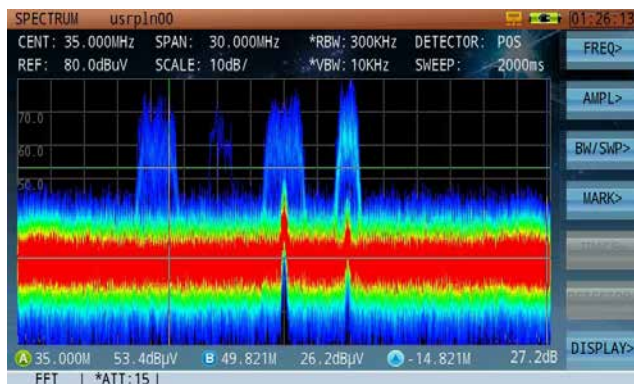 SPECTRUM usrpln00 01:26:13
CENT: 35.000MHz SPAN: 30.000MHz *RBW: 300KHz DETECTOR: POS
REF: 80.0dBuV SCALE: 10dB/ *VBW: 10KHz SWEEP: 2000ms
FREQ>
AMPL>
BW/SWP>
MARK>
DISPLAY>
70.0
60.0
50.0
A 35.000M 53.4dBµV B 49.821M 26.2dBµV -14.821M 27.2dB
FFT | *ATT:15 |